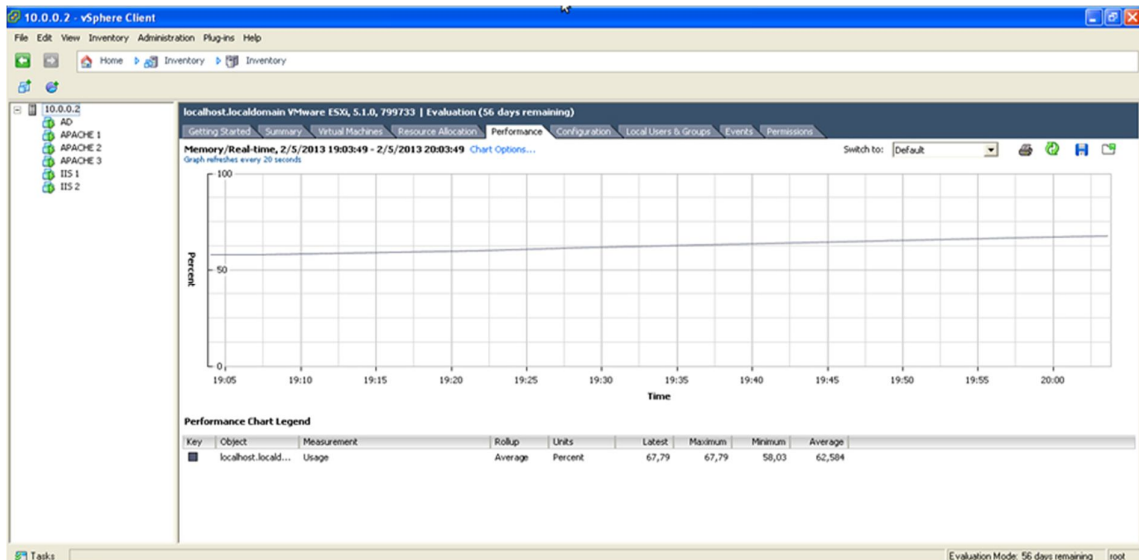 10.0.0.2 - vSphere Client
File Edit View Inventory Administration Plug-ins Help
Home Inventory Inventory
10.0.0.2
AD
APACHE 1
APACHE 2
APACHE 3
IIS 1
IIS 2
localhost.localdomain VMware ESXi, 5.1.0, 799733 | Evaluation (56 days remaining)
Getting Started Summary Virtual Machines Resource Allocation Performance Configuration Local Users & Groups Events Permissions
Memory/Real-time, 2/5/2013 19:03:49 - 2/5/2013 20:03:49 Chart Options... Switch to: Default
Graph refreshes every 20 seconds
100
Percent
50
0
19:05 19:10 19:15 19:20 19:25 19:30 19:35 19:40 19:45 19:50 19:55 20:00
Time
Performance Chart Legend
Key Object Measurement Rollup Units Latest Maximum Minimum Average
localhost.locald... Usage Average Percent 67,79 67,79 58,03 62,584
Tasks Evaluation Mode: 56 days remaining root